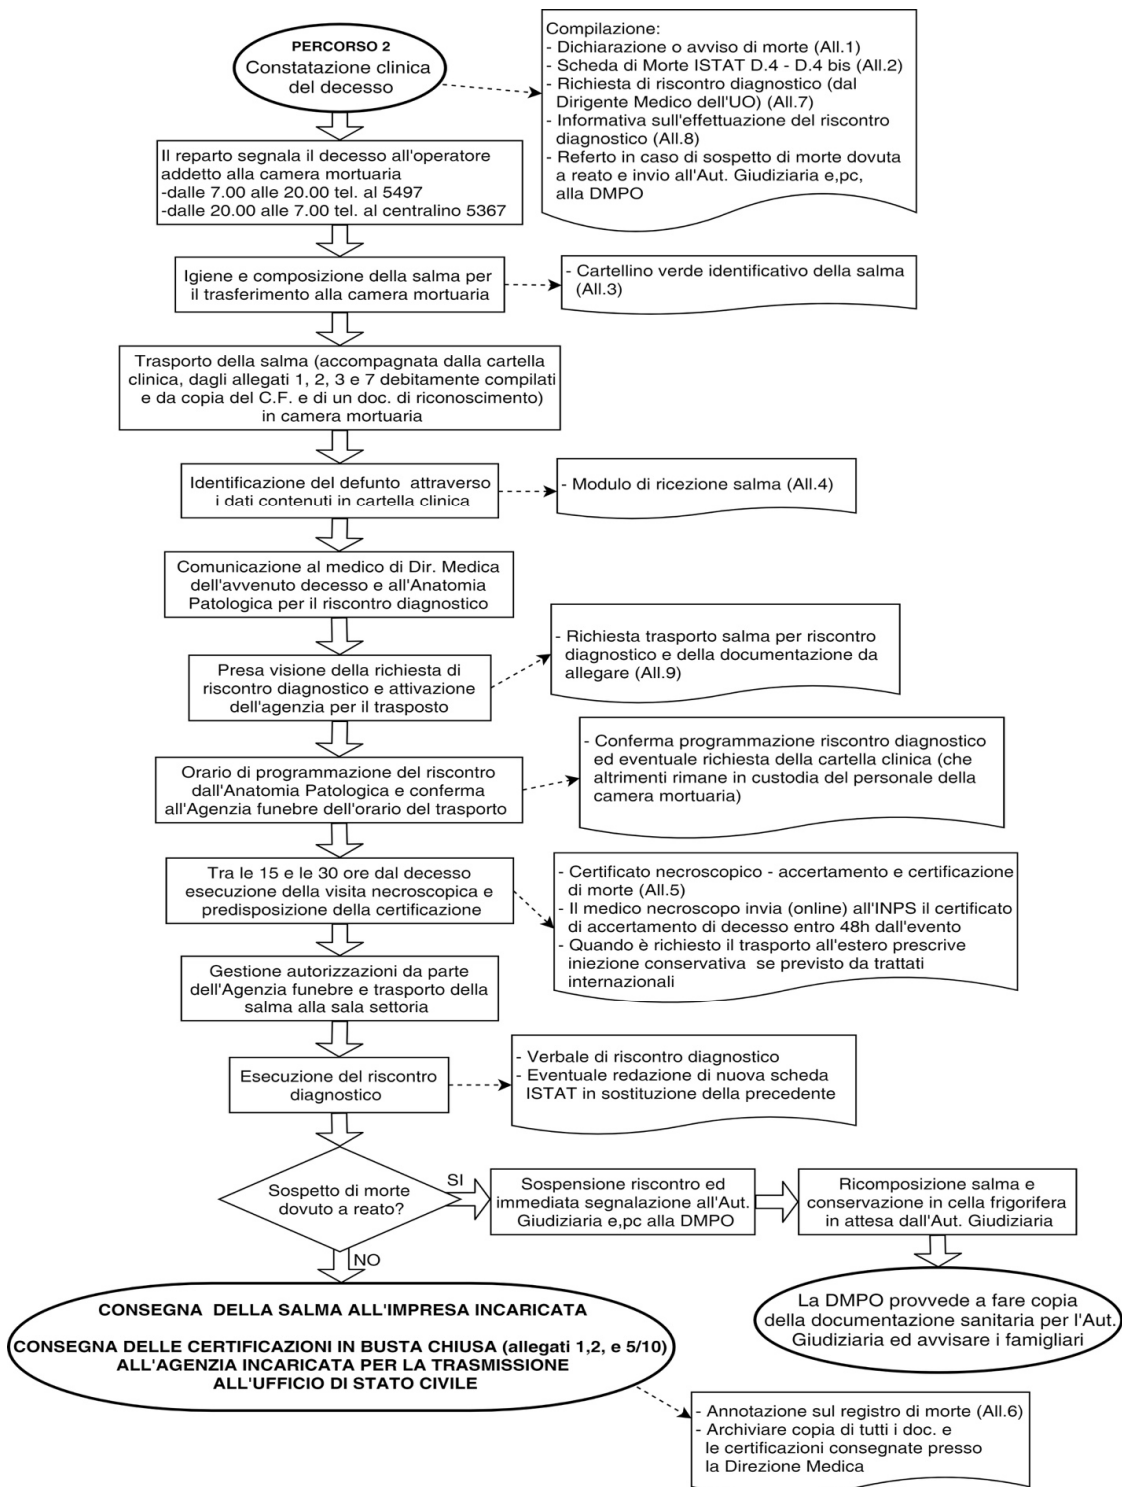 PERCORSO 2
Constatazione clinica
del decesso
Compilazione:
- Dichiarazione o avviso di morte (All.1)
- Scheda di Morte ISTAT D.4 - D.4 bis (All.2)
- Richiesta di riscontro diagnostico (dal
Dirigente Medico dell'UO) (All.7)
- Informativa sull'effettuazione del riscontro
diagnostico (All.8)
- Referto in caso di sospetto di morte dovuta
a reato e invio all'Aut. Giudiziaria e,pc,
alla DMPO
Il reparto segnala il decesso all'operatore
addetto alla camera mortuaria
-dalle 7.00 alle 20.00 tel. al 5497
-dalle 20.00 alle 7.00 tel. al centralino 5367
Igiene e composizione della salma per
il trasferimento alla camera mortuaria
- Cartellino verde identificativo della salma
(All.3)
Trasporto della salma (accompagnata dalla cartella
clinica, dagli allegati 1, 2, 3 e 7 debitamente compilati
e da copia del C.F. e di un doc. di riconoscimento)
in camera mortuaria
Identificazione del defunto attraverso
i dati contenuti in cartella clinica
- Modulo di ricezione salma (All.4)
Comunicazione al medico di Dir. Medica
dell'avvenuto decesso e all'Anatomia
Patologica per il riscontro diagnostico
Presa visione della richiesta di
riscontro diagnostico e attivazione
dell'agenzia per il trasposto
- Richiesta trasporto salma per riscontro
diagnostico e della documentazione da
allegare (All.9)
Orario di programmazione del riscontro
dall'Anatomia Patologica e conferma
all'Agenzia funebre dell'orario del trasporto
- Conferma programmazione riscontro diagnostico
ed eventuale richiesta della cartella clinica (che
altrimenti rimane in custodia del personale della
camera mortuaria)
Tra le 15 e le 30 ore dal decesso
esecuzione della visita necroscopica e
predisposizione della certificazione
- Certificato necroscopico - accertamento e certificazione
di morte (All.5)
- Il medico necroscopo invia (online) all'INPS il certificato
di accertamento di decesso entro 48h dall'evento
- Quando è richiesto il trasporto all'estero prescrive
iniezione conservativa se previsto da trattati
internazionali
Gestione autorizzazioni da parte
dell'Agenzia funebre e trasporto della
salma alla sala settoria
Esecuzione del riscontro
diagnostico
- Verbale di riscontro diagnostico
- Eventuale redazione di nuova scheda
ISTAT in sostituzione della precedente
Sospetto di morte
dovuto a reato?
SI
Sospensione riscontro ed
immediata segnalazione all'Aut.
Giudiziaria e,pc alla DMPO
Ricomposizione salma e
conservazione in cella frigorifera
in attesa dall'Aut. Giudiziaria
NO
La DMPO provvede a fare copia
della documentazione sanitaria per l'Aut.
Giudiziaria ed avvisare i famigliari
CONSEGNA DELLA SALMA ALL'IMPRESA INCARICATA
CONSEGNA DELLE CERTIFICAZIONI IN BUSTA CHIUSA (allegati 1,2, e 5/10)
ALL'AGENZIA INCARICATA PER LA TRASMISSIONE
ALL'UFFICIO DI STATO CIVILE
- Annotazione sul registro di morte (All.6)
- Archiviare copia di tutti i doc. e
le certificazioni consegnate presso
la Direzione Medica